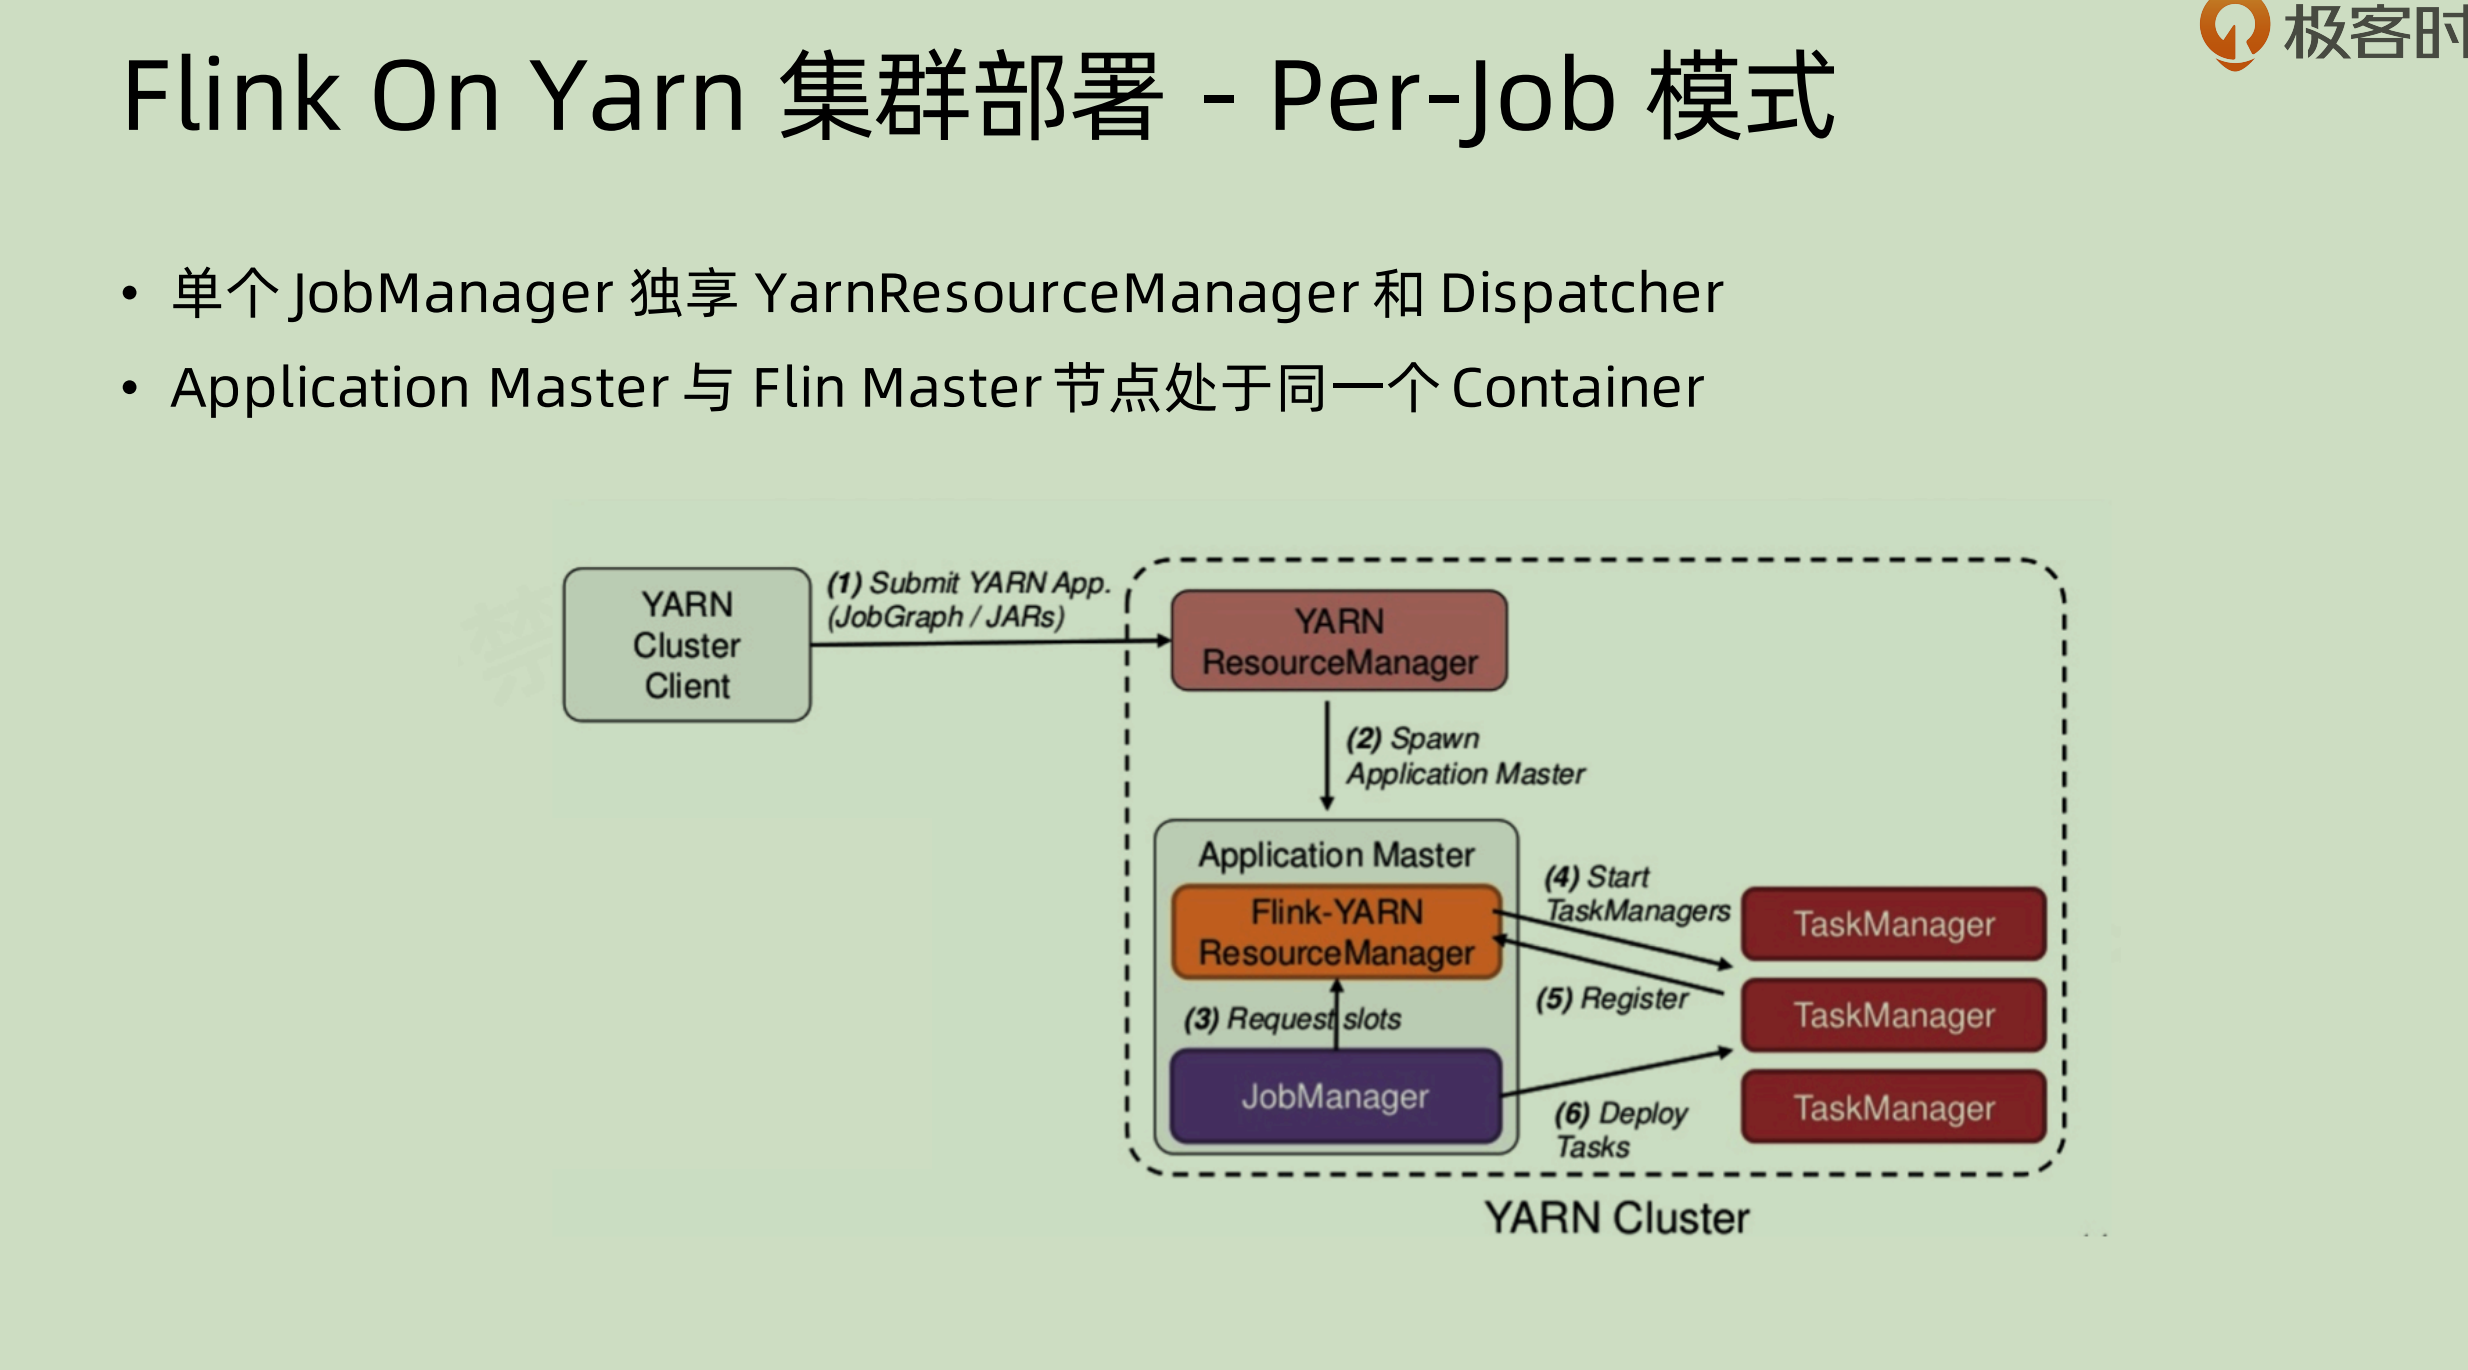 极客时
Flink On Yarn 集群部署 - Per-Job 模式
• 单个 JobManager 独享 YarnResourceManager 和 Dispatcher
• Application Master 与 Flin Master 节点处于同一个 Container
YARN
Cluster
Client
(1) Submit YARN App.
(JobGraph / JARs)
YARN
ResourceManager
(2) Spawn
Application Master
Application Master
Flink-YARN
ResourceManager
(3) Request slots
JobManager
(4) Start
TaskManagers
(5) Register
(6) Deploy
Tasks
TaskManager
TaskManager
TaskManager
YARN Cluster
禁